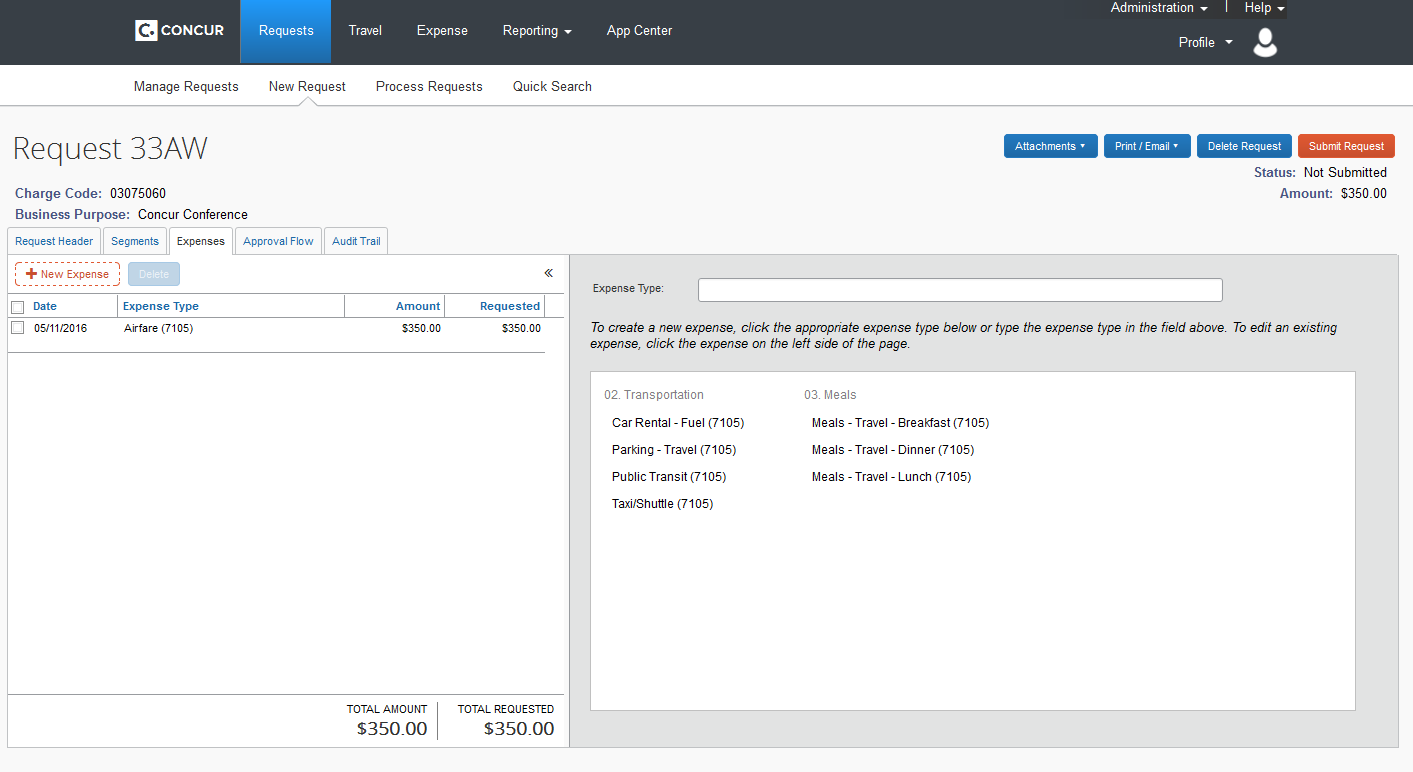 Administration
Help
C. CONCUR
Requests
Travel
Expense
Reporting
App Center
Profile
Manage Requests
New Request
Process Requests
Quick Search
Request 33AW
Attachments
Print / Email
Delete Request
Submit Request
Status: Not Submitted
Charge Code: 03075060
Amount: $350.00
Business Purpose: Concur Conference
Request Header
Segments
Expenses
Approval Flow
Audit Trail
+ New Expense
Delete
«
Date
Expense Type
Amount
Requested
05/11/2016
Airfare (7105)
$350.00
$350.00
TOTAL AMOUNT
$350.00
TOTAL REQUESTED
$350.00
Expense Type:
To create a new expense, click the appropriate expense type below or type the expense type in the field above. To edit an existing
expense, click the expense on the left side of the page.
02. Transportation
Car Rental - Fuel (7105)
Parking - Travel (7105)
Public Transit (7105)
Taxi/Shuttle (7105)
03. Meals
Meals - Travel - Breakfast (7105)
Meals - Travel - Dinner (7105)
Meals - Travel - Lunch (7105)